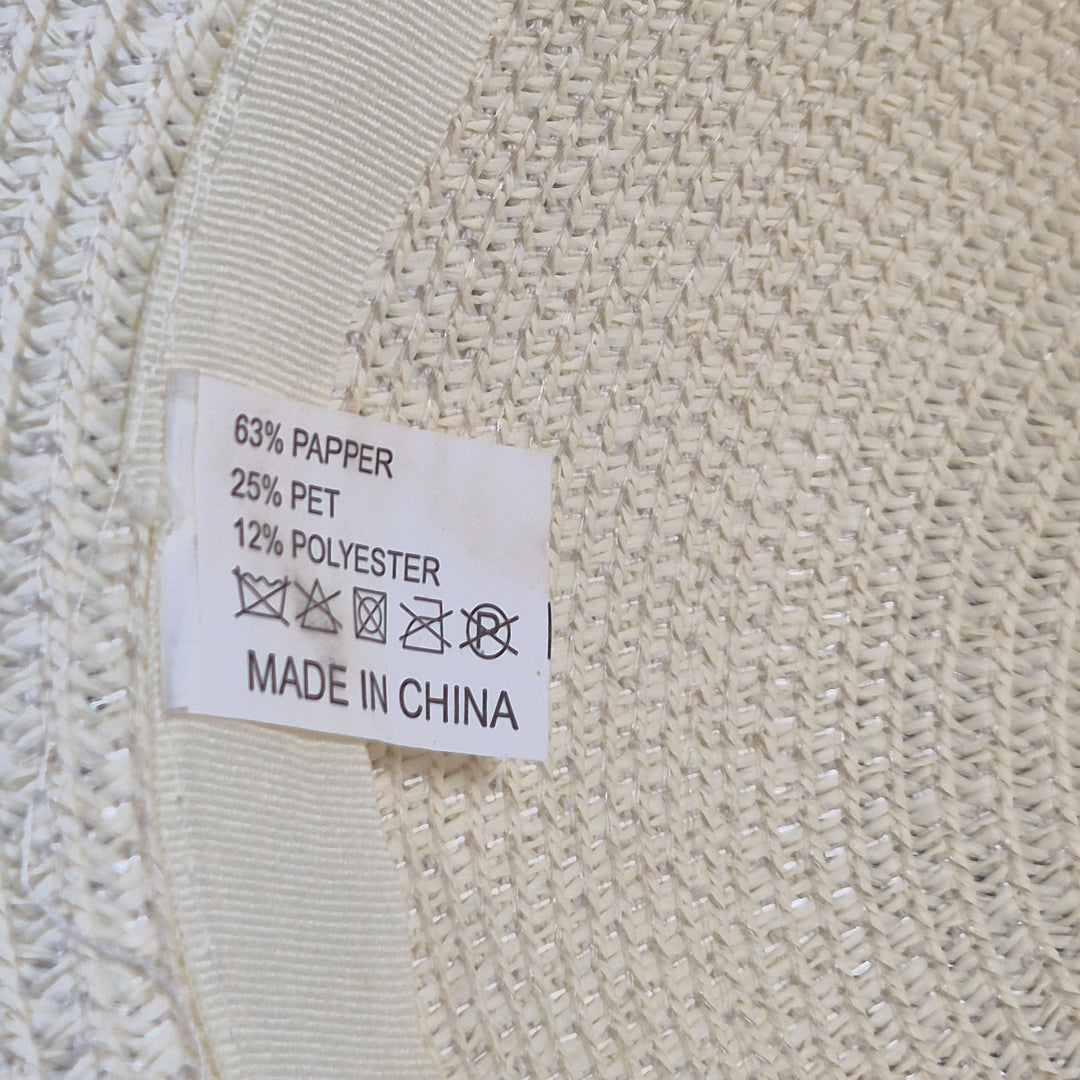 63% PAPPER
25% PET
12% POLYESTER
P
MADE IN CHINA